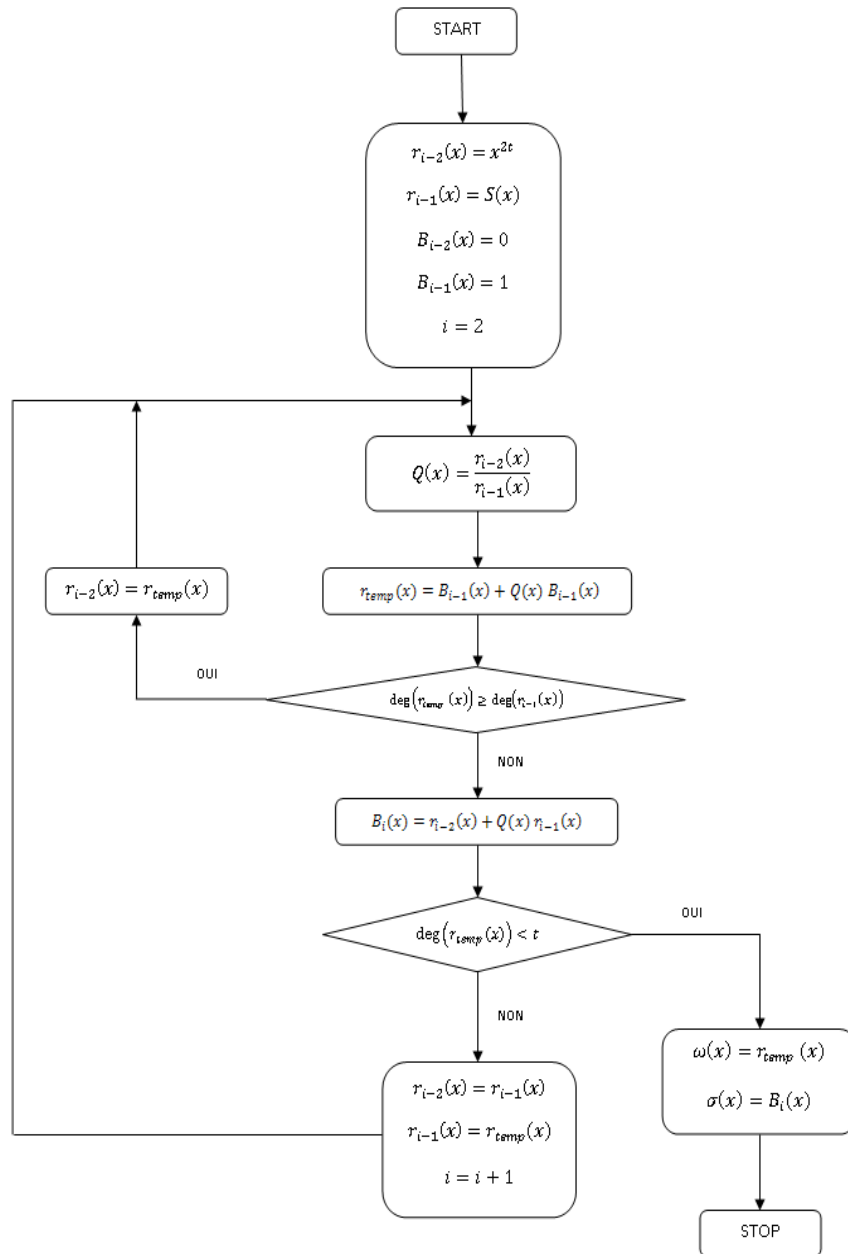 START
r_{i-2}(x) = x^{2t}
r_{i-1}(x) = S(x)
B_{i-2}(x) = 0
B_{i-1}(x) = 1
i = 2
Q(x) = \frac{r_{i-2}(x)}{r_{i-1}(x)}
r_{i-2}(x) = r_{temp}(x)
r_{temp}(x) = B_{i-1}(x) + Q(x) B_{i-1}(x)
OUI
deg(r_{temp}(x)) ≥ deg(r_{i-1}(x))
NON
B_i(x) = r_{i-2}(x) + Q(x) r_{i-1}(x)
OUI
deg(r_{temp}(x)) < t
NON
r_{i-2}(x) = r_{i-1}(x)
r_{i-1}(x) = r_{temp}(x)
i = i + 1
ω(x) = r_{temp}(x)
σ(x) = B_i(x)
STOP